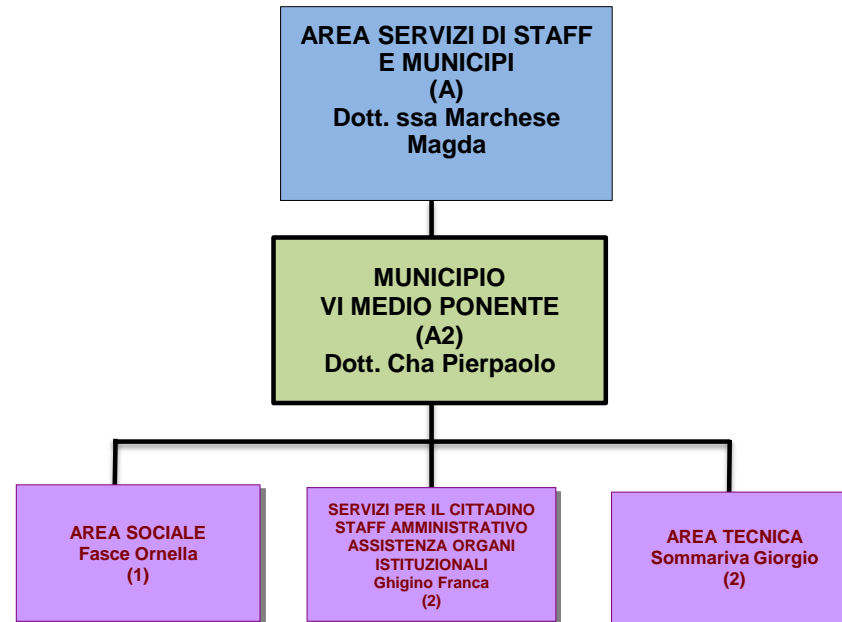 AREA SERVIZI DI STAFF
E MUNICIPI
(A)
Dott. ssa Marchese
Magda
MUNICIPIO
VI MEDIO PONENTE
(A2)
Dott. Cha Pierpaolo
AREA SOCIALE
Fasce Ornella
(1)
SERVIZI PER IL CITTADINO
STAFF AMMINISTRATIVO
ASSISTENZA ORGANI
ISTITUZIONALI
Ghigino Franca
(2)
AREA TECNICA
Sommariva Giorgio
(2)